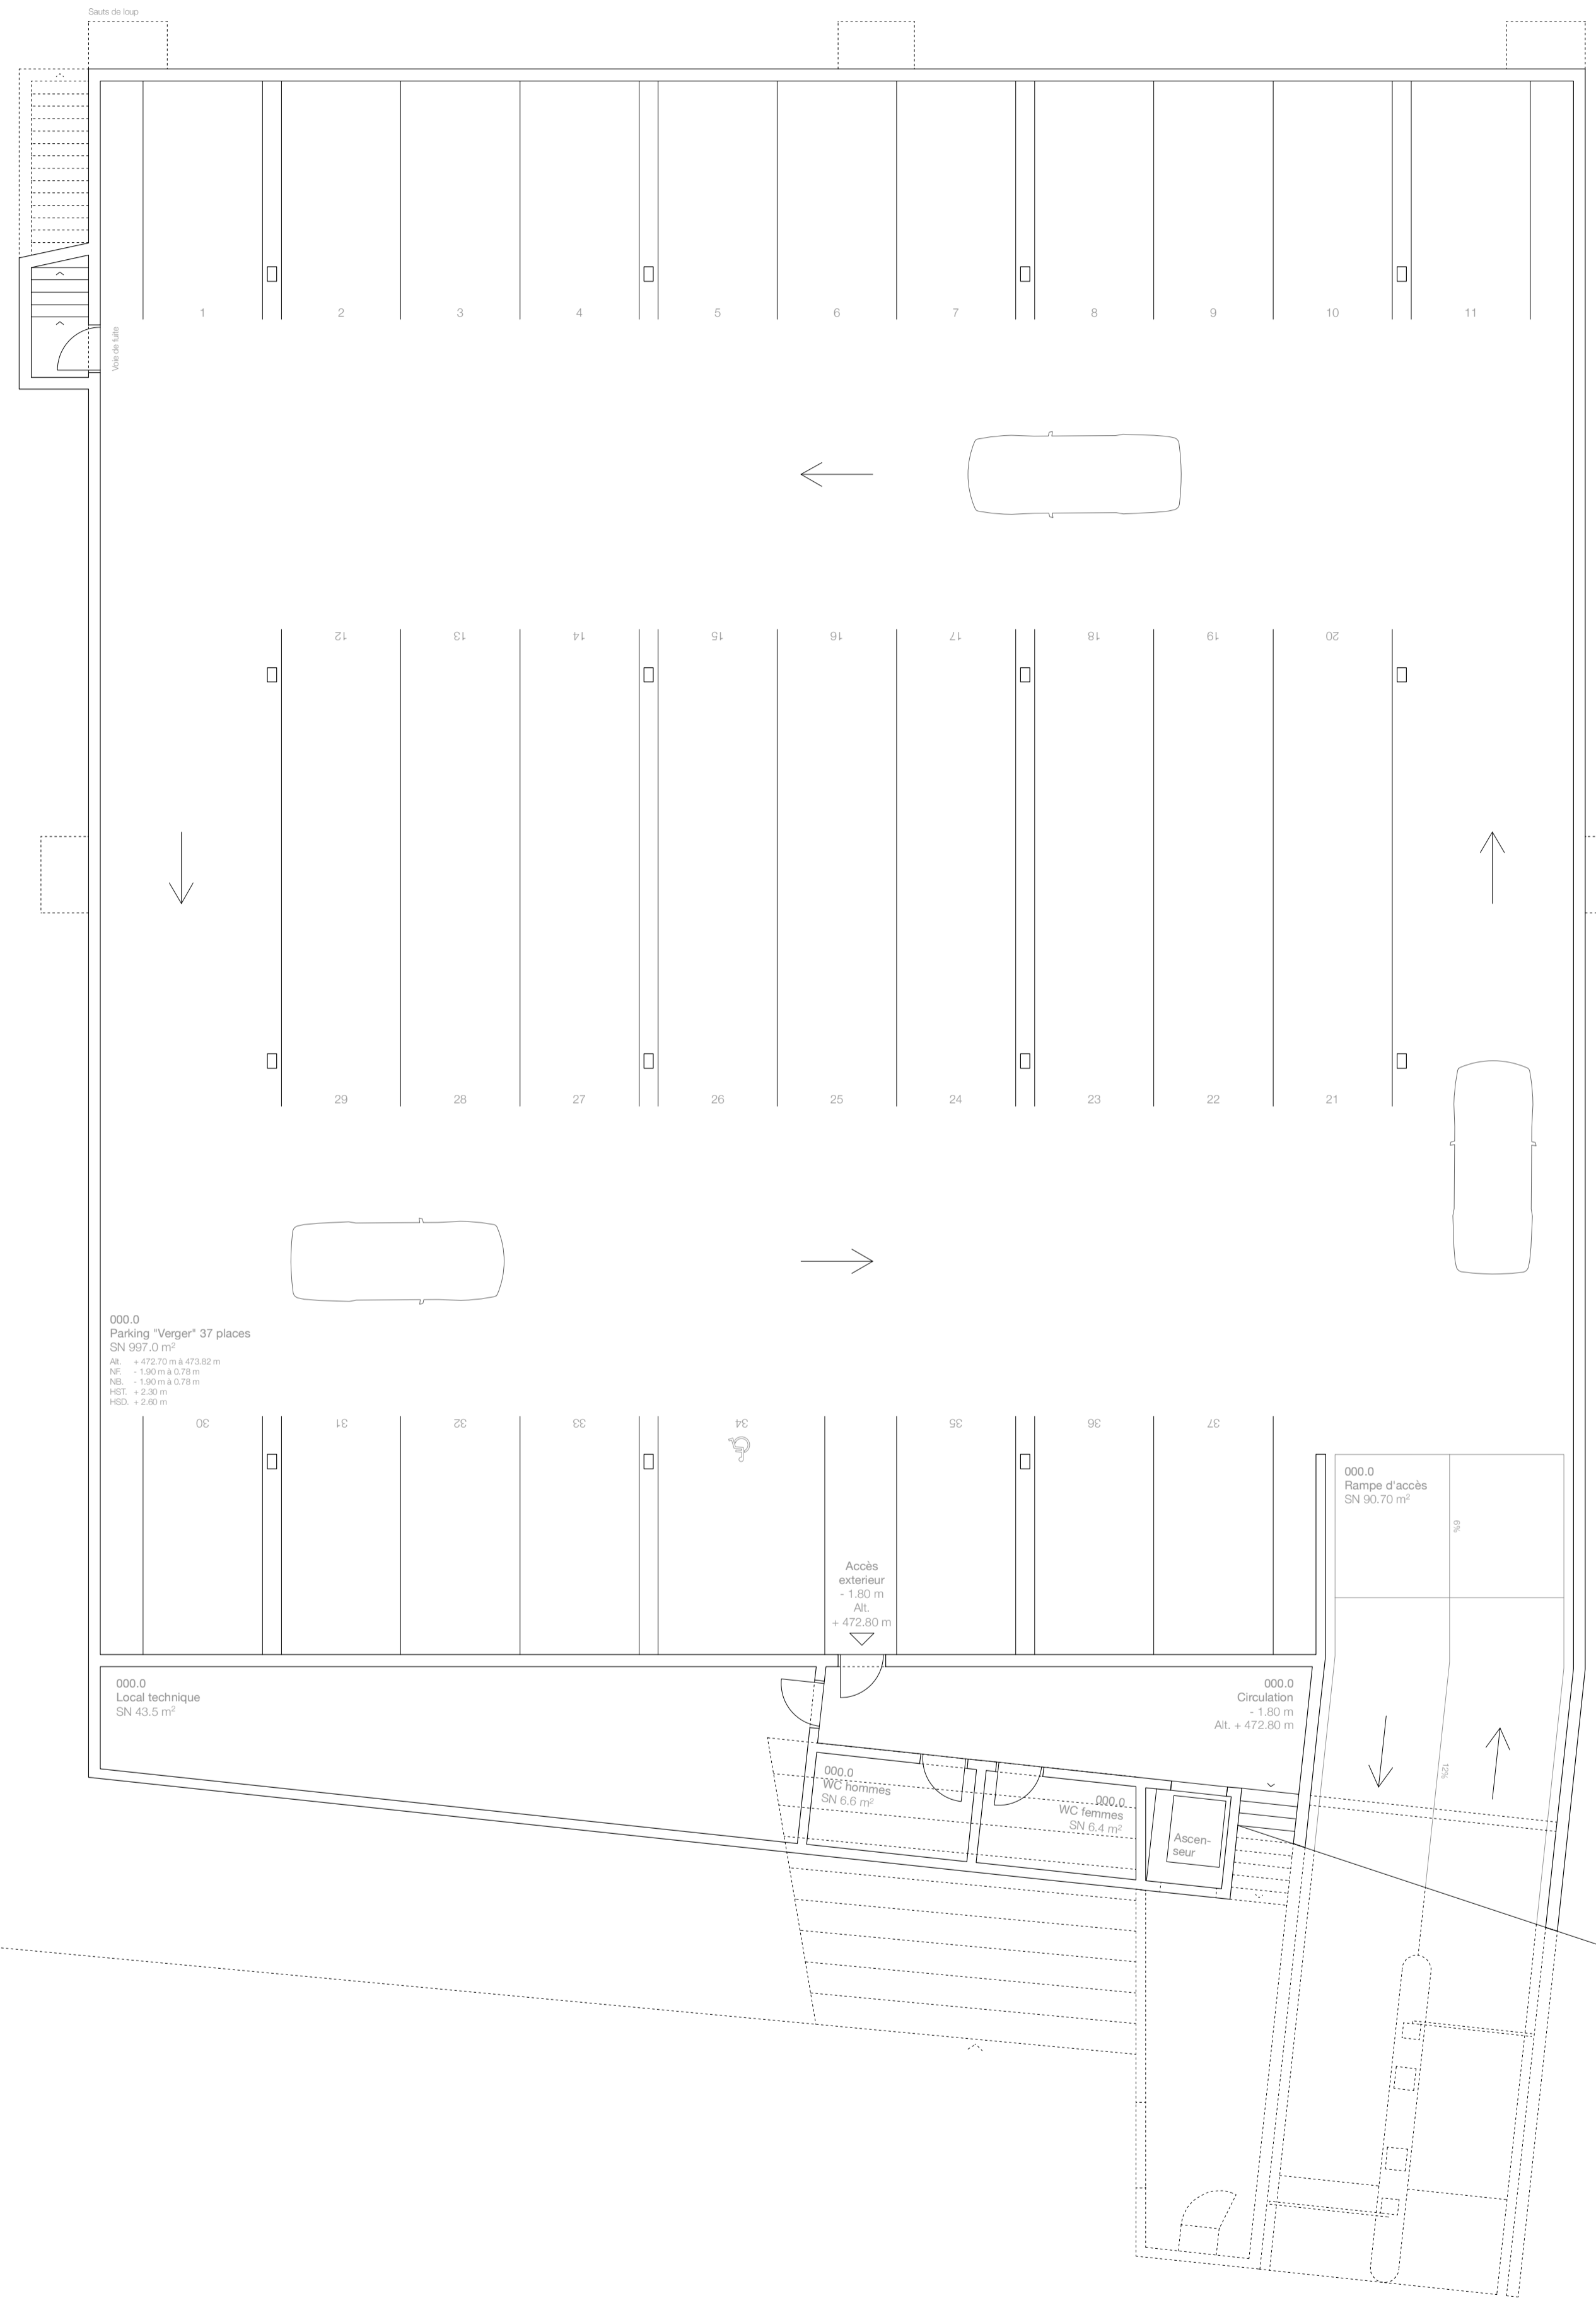 Sauts de loup
1 2 3 4 5 6 7 8 9 10 11
Voie de fuite
12 13 14 15 16 17 18 19 20
29 28 27 26 25 24 23 22 21
000.0
Parking "Verger" 37 places
SN 997.0 m²
Alt. + 472.70 m à 473.82 m
NF. - 1.90 m à 0.78 m
NB. - 1.90 m à 0.78 m
HST. + 2.30 m
HSD. + 2.60 m
30 31 32 33 34 35 36 37
000.0
Rampe d'accès
SN 90.70 m²
6%
Accès
exterieur
- 1.80 m
Alt.
+ 472.80 m
000.0
Local technique
SN 43.5 m²
000.0
Circulation
- 1.80 m
Alt. + 472.80 m
12%
000.0
WC hommes
SN 6.6 m²
000.0
WC femmes
SN 6.4 m²
Ascen-
seur